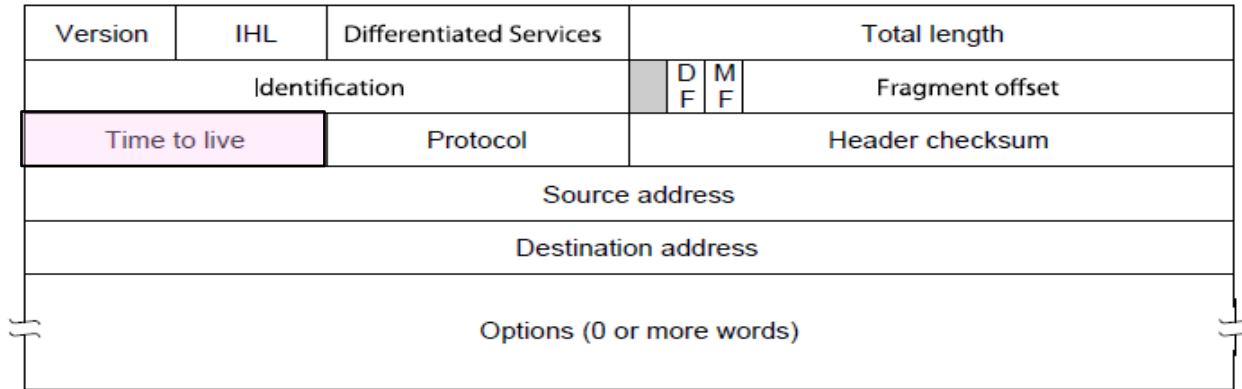 Version IHL Differentiated Services Total length
Identification D F M F Fragment offset
Time to live Protocol Header checksum
Source address
Destination address
Options (0 or more words)